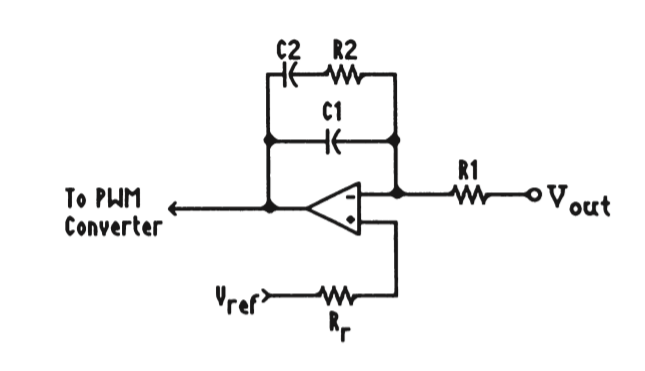 C2 R2
C1
R1
- Vout
+
To PWM
Converter
Vref
Rr